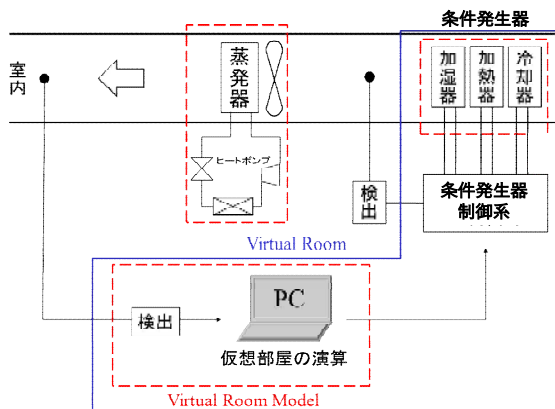 条件発生器
室内
蒸発器
加湿器
加熱器
冷却器
ヒートポンプ
検出
条件発生器
制御系
Virtual Room
検出
PC
仮想部屋の演算
Virtual Room Model